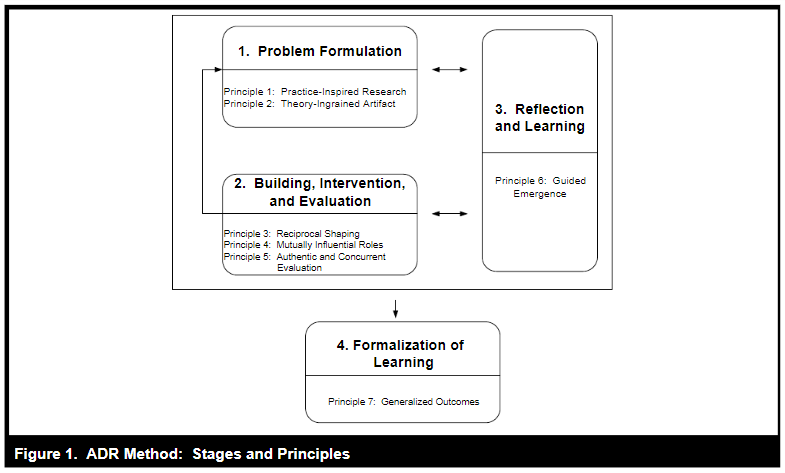 1. Problem Formulation
Principle 1: Practice-Inspired Research
Principle 2: Theory-Ingrained Artifact
2. Building, Intervention,
and Evaluation
Principle 3: Reciprocal Shaping
Principle 4: Mutually Influential Roles
Principle 5: Authentic and Concurrent
Evaluation
3. Reflection
and Learning
Principle 6: Guided
Emergence
4. Formalization of
Learning
Principle 7: Generalized Outcomes
Figure 1. ADR Method: Stages and Principles